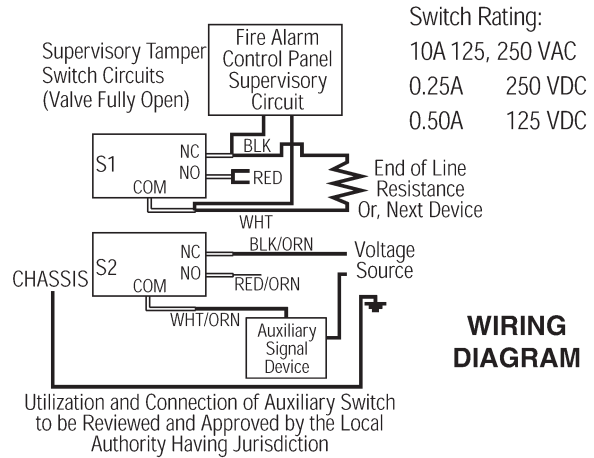 Supervisory Tamper
Switch Circuits
(Valve Fully Open)
Fire Alarm
Control Panel
Supervisory
Circuit
Switch Rating:
10A 125, 250 VAC
0.25A 250 VDC
0.50A 125 VDC
S1
NC
NO
COM
BLK
RED
WHT
End of Line
Resistance
Or, Next Device
S2
NC
NO
COM
BLK/ORN
RED/ORN
WHT/ORN
Voltage
Source
CHASSIS
Auxiliary
Signal
Device
WIRING
DIAGRAM
Utilization and Connection of Auxiliary Switch
to be Reviewed and Approved by the Local
Authority Having Jurisdiction